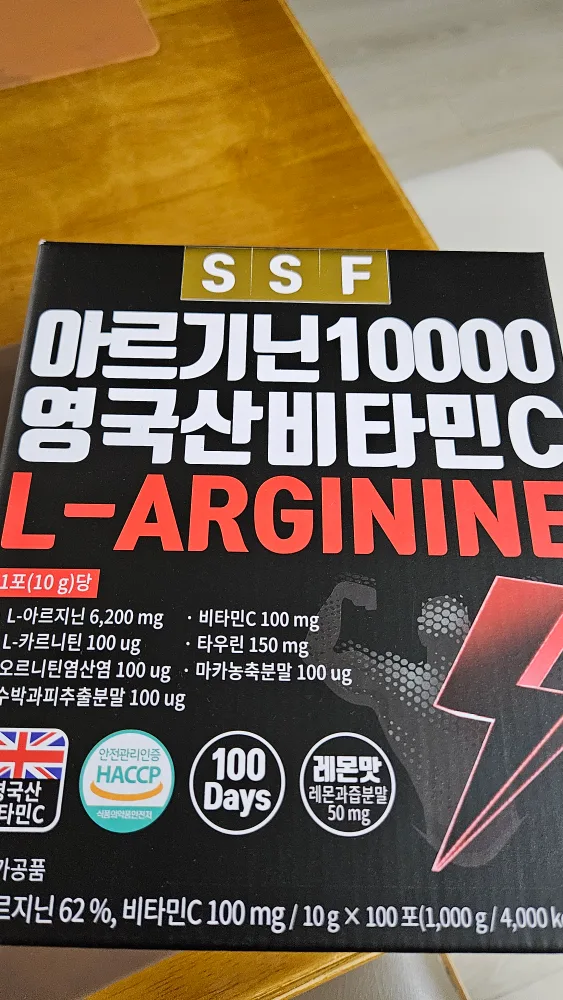 SSF
아르기닌10000
영국산비타민C
L-ARGININE
1포(10 g)당
L-아르지닌 6,200 mg · 비타민C 100 mg
L-카르니틴 100 ug · 타우린 150 mg
오르니틴염산염 100 ug · 마카농축분말 100 ug
수박과피추출분말 100 ug
영국산
비타민C
안전관리인증
HACCP
식품의약품안전처
100
Days
레몬맛
레몬과즙분말
50 mg
가공품
르지닌 62 %, 비타민C 100 mg / 10 g × 100 포(1,000 g / 4,000 k